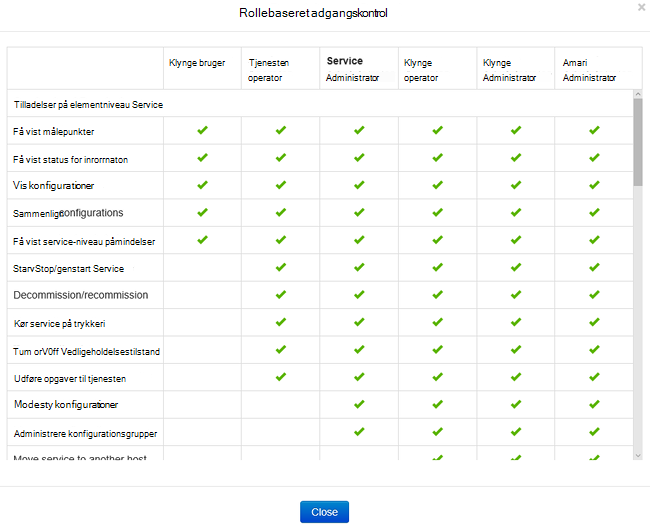 Rollebaseret adgangskontrol
×
Klynge bruger
Tjenesten operator
Service Administrator
Klynge operator
Klynge Administrator
Amari Administrator
Tilladelser på elementniveau Service
Få vist målepunkter
Få vist status for inrornnaton
Vis konfigurationer
Sammenligconfigurations
Få vist service-niveau påmindelser
StarvStop/genstart Service
Decommission/recommission
Kør service på trykkeri
Tum orV0ff Vedligeholdelsestilstand
Udføre opgaver til tjenesten
Modesty konfigurationer
Administrere konfigurationsgrupper
Move service to another host
Close